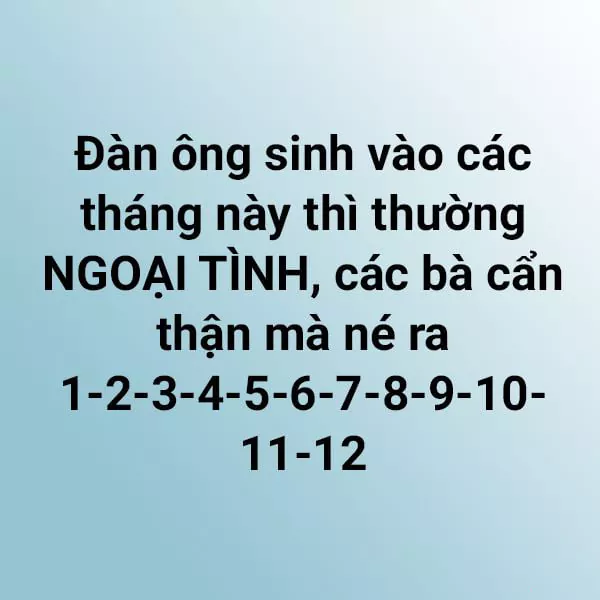 Đàn ông sinh vào các
tháng này thì thường
NGOẠI TÌNH, các bà cẩn
thận mà né ra
1-2-3-4-5-6-7-8-9-10-
11-12